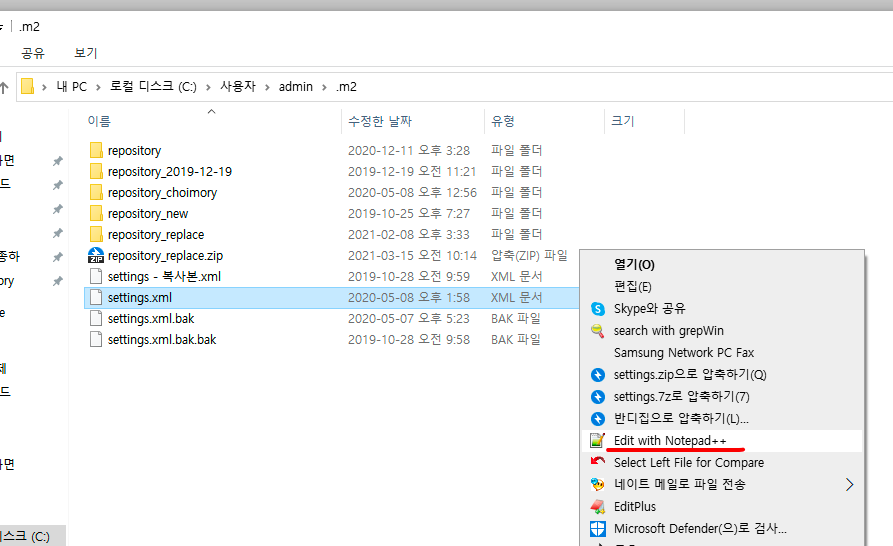 .m2
공유 보기
내 PC 로컬 디스크 (C:) 사용자 admin .m2
이름 수정한 날짜 유형 크기
repository 2020-12-11 오후 3:28 파일 폴더
repository_2019-12-19 2019-12-19 오전 11:21 파일 폴더
repository_choimory 2020-05-08 오후 12:56 파일 폴더
repository_new 2019-10-25 오후 7:27 파일 폴더
repository_replace 2021-02-08 오후 3:33 파일 폴더
repository_replace.zip 2021-03-15 오전 10:14 압축(ZIP) 파일
settings - 복사본.xml 2019-10-28 오전 9:59 XML 문서
settings.xml 2020-05-08 오후 1:58 XML 문서
settings.xml.bak 2020-05-07 오후 5:23 BAK 파일
settings.xml.bak.bak 2019-10-28 오전 9:58 BAK 파일
열기(O)
편집(E)
Skype와 공유
search with grepWin
Samsung Network PC Fax
settings.zip으로 압축하기(Q)
settings.7z로 압축하기(7)
반디집으로 압축하기(L)...
Edit with Notepad++
Select Left File for Compare
네이트 메일로 파일 전송
EditPlus
Microsoft Defender(으)로 검사...
스크 (C:)